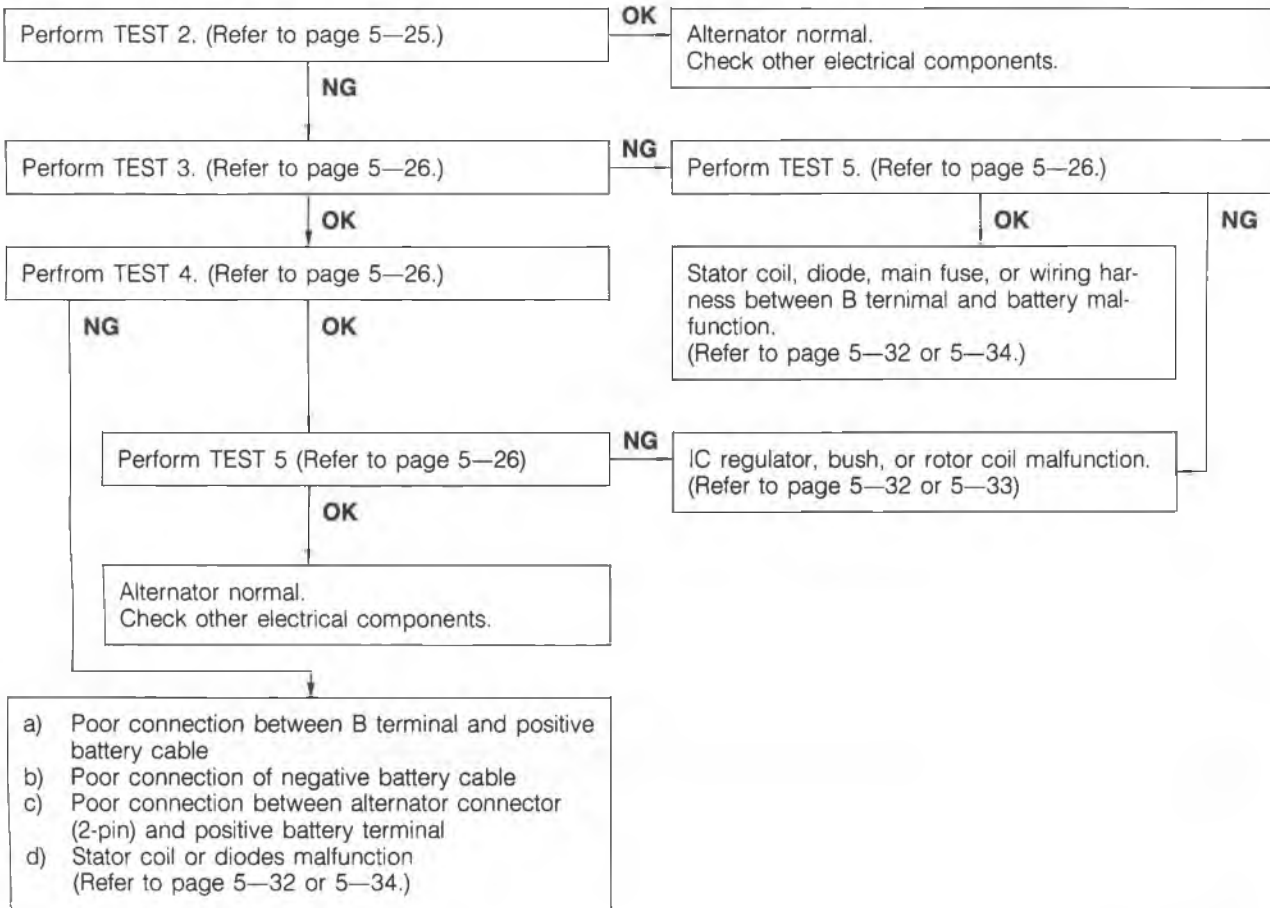 Perform TEST 2. (Refer to page 5—25.)
OK
Alternator normal.
Check other electrical components.
NG
Perform TEST 3. (Refer to page 5—26.)
NG
Perform TEST 5. (Refer to page 5—26.)
OK
OK
NG
Perfrom TEST 4. (Refer to page 5—26.)
Stator coil, diode, main fuse, or wiring har-
ness between B ternimal and battery mal-
function.
(Refer to page 5—32 or 5—34.)
NG
OK
Perform TEST 5 (Refer to page 5—26)
NG
IC regulator, bush, or rotor coil malfunction.
(Refer to page 5—32 or 5—33)
OK
Alternator normal.
Check other electrical components.
a) Poor connection between B terminal and positive
battery cable
b) Poor connection of negative battery cable
c) Poor connection between alternator connector
(2-pin) and positive battery terminal
d) Stator coil or diodes malfunction
(Refer to page 5—32 or 5—34.)